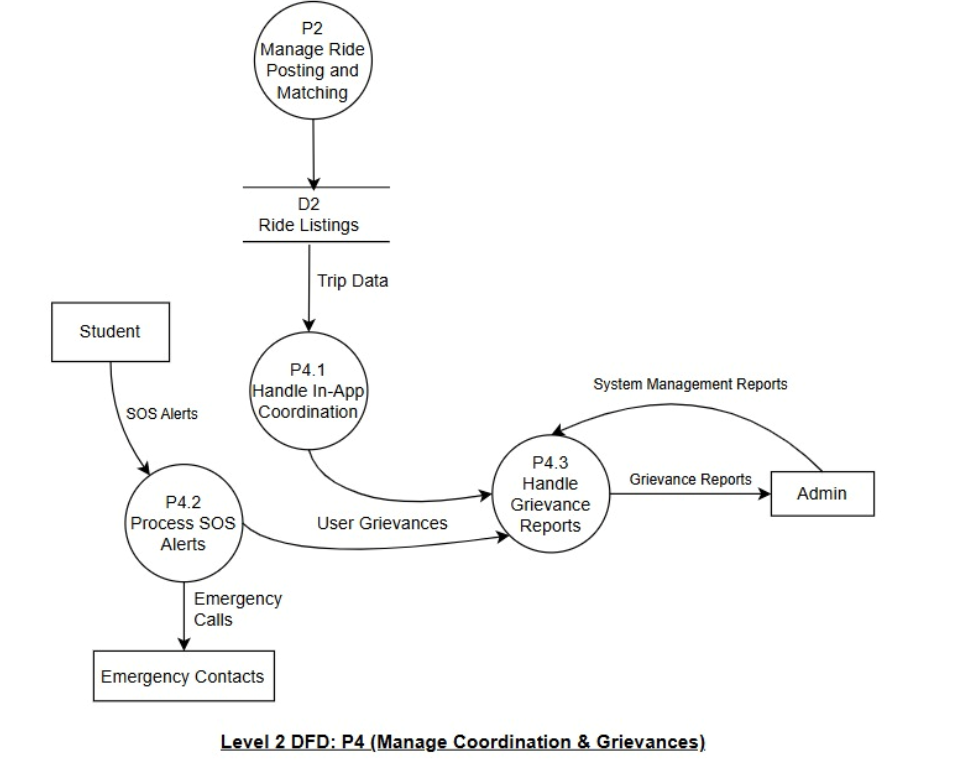 P2
Manage Ride
Posting and
Matching
D2
Ride Listings
Trip Data
Student
SOS Alerts
P4.1
Handle In-App
Coordination
System Management Reports
P4.2
Process SOS
Alerts
User Grievances
P4.3
Handle
Grievance
Reports
Grievance Reports
Admin
Emergency
Calls
Emergency Contacts
Level 2 DFD: P4 (Manage Coordination & Grievances)